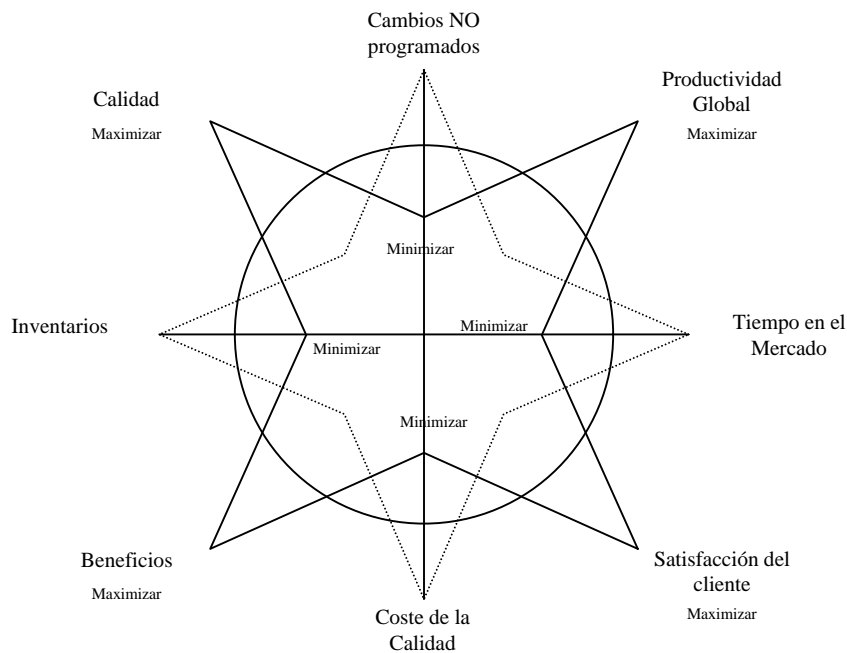 Cambios NO
programados
Calidad
Maximizar
Productividad
Global
Maximizar
Minimizar
Inventarios
Minimizar
Minimizar
Tiempo en el
Mercado
Minimizar
Beneficios
Maximizar
Satisfacción del
cliente
Maximizar
Coste de la
Calidad